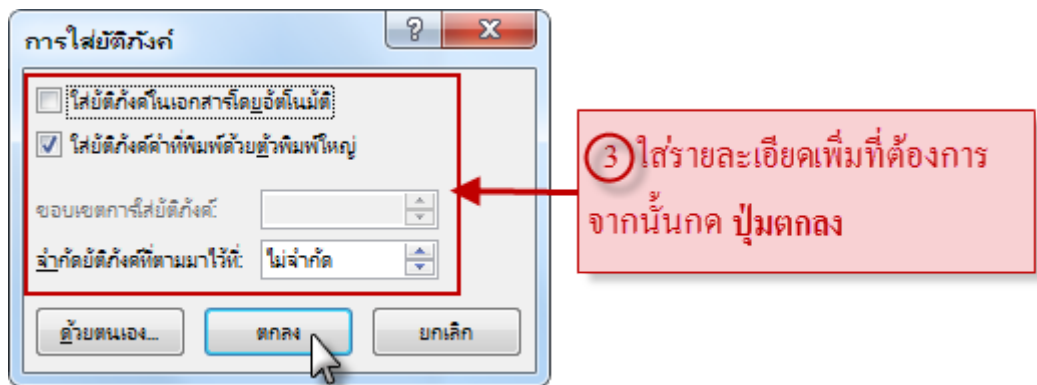 การใส่ยัติภังค์
ใส่ยัติภังค์ในเอกสารโดยอัตโนมัติ
ใส่ยัติภังค์คำที่พิมพ์ด้วยตัวพิมพ์ใหญ่
ขอบเขตการใส่ยัติภังค์:
จำกัดยัติภังค์ที่ตามมาไว้ที่: ไม่จำกัด
ด้วยตนเอง... ตกลง ยกเลิก
3 ใส่รายละเอียดเพิ่มที่ต้องการ
จากนั้นกด ปุ่มตกลง